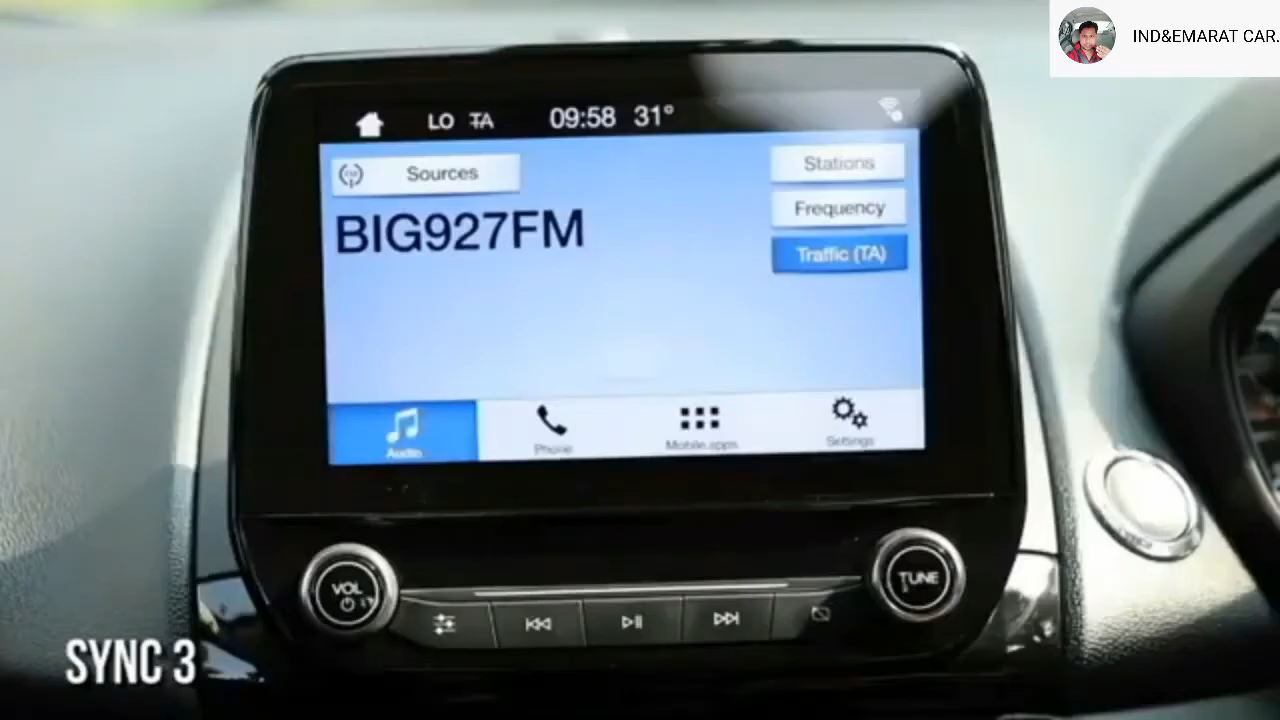 IND&EMARAT CAR.
LO TA 09:58 31°
Sources
Stations
BIG927FM
Frequency
Traffic (TA)
Audio
Phone
Mobile apps
Settings
VOL
TUNE
SYNC 3